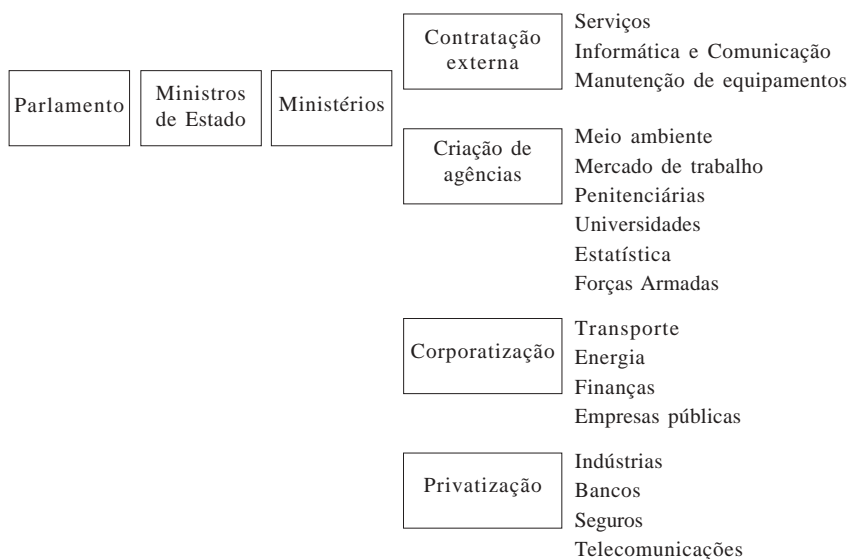 Parlamento
Ministros
de Estado
Ministérios
Contratação
externa
Serviços
Informática e Comunicação
Manutenção de equipamentos
Criação de
agências
Meio ambiente
Mercado de trabalho
Penitenciárias
Universidades
Estatística
Forças Armadas
Corporatização
Transporte
Energia
Finanças
Empresas públicas
Privatização
Indústrias
Bancos
Seguros
Telecomunicações